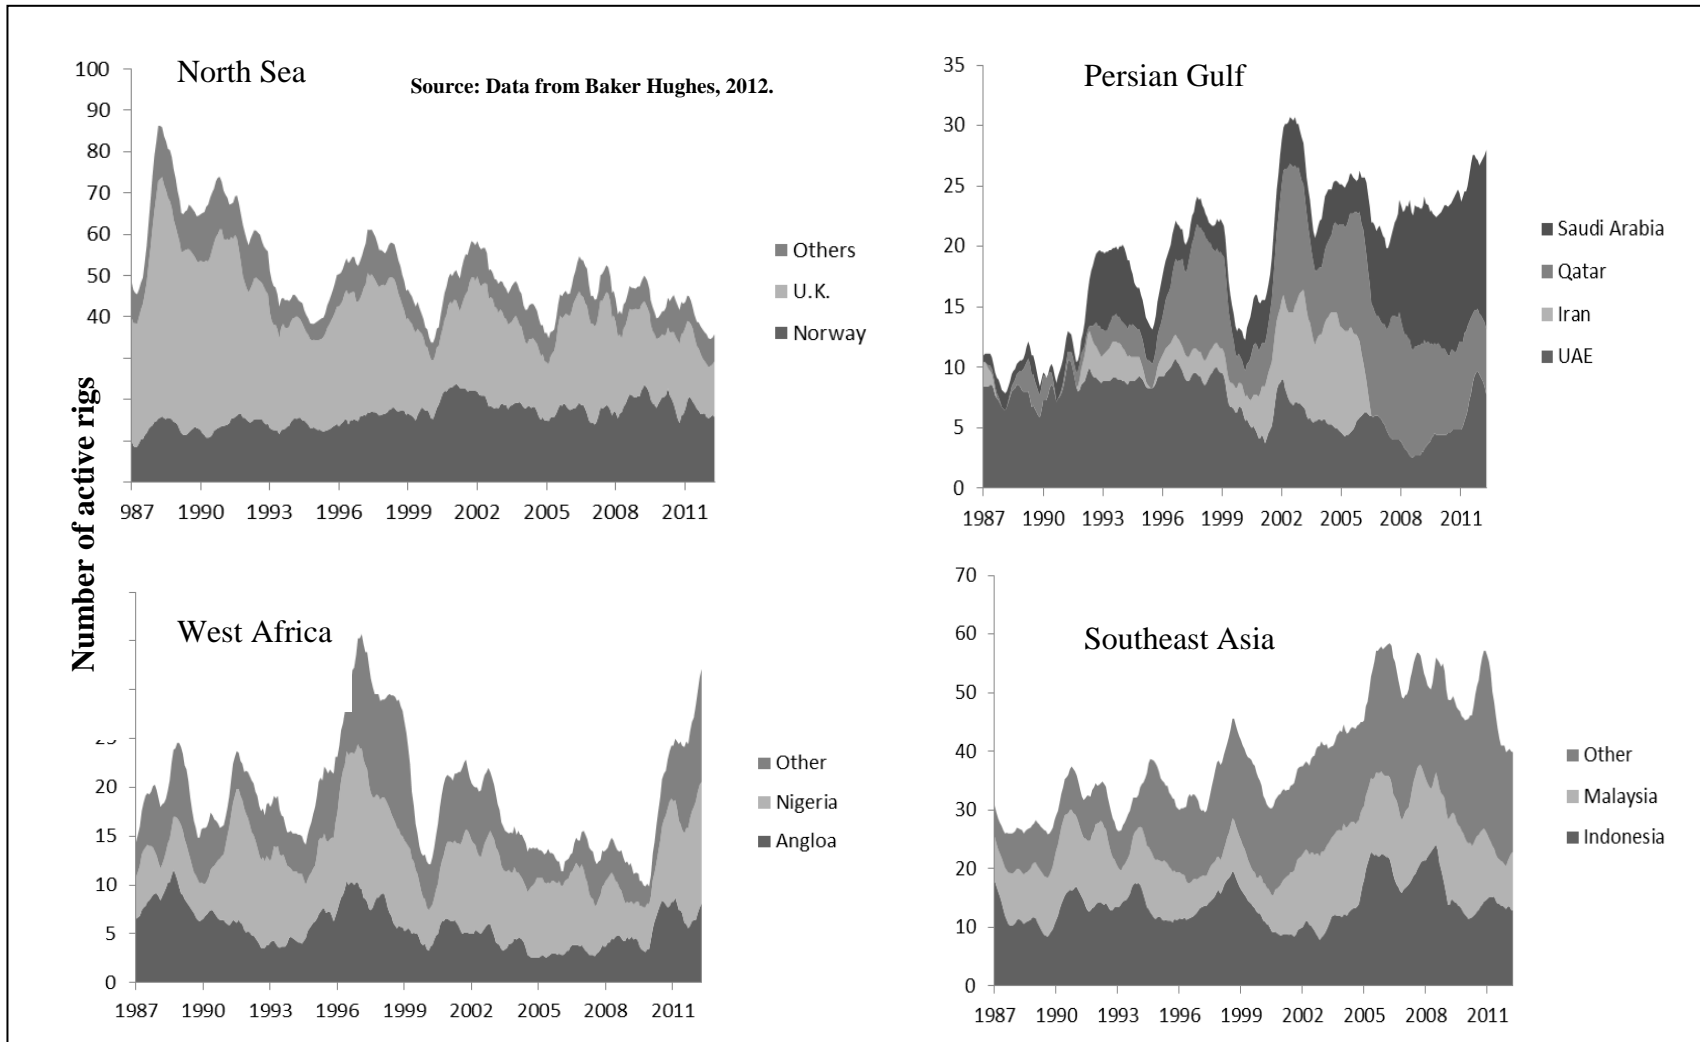 North Sea
Source: Data from Baker Hughes, 2012.
100
90
80
70
60
50
40
Others
U.K.
Norway
987 1990 1993 1996 1999 2002 2005 2008 2011
Number of active rigs
Persian Gulf
35
30
25
20
15
10
5
0
Saudi Arabia
Qatar
Iran
UAE
1987 1990 1993 1996 1999 2002 2005 2008 2011
West Africa
25
20
15
10
5
0
Other
Nigeria
Angloa
1987 1990 1993 1996 1999 2002 2005 2008 2011
Southeast Asia
70
60
50
40
30
20
10
0
Other
Malaysia
Indonesia
1987 1990 1993 1996 1999 2002 2005 2008 2011